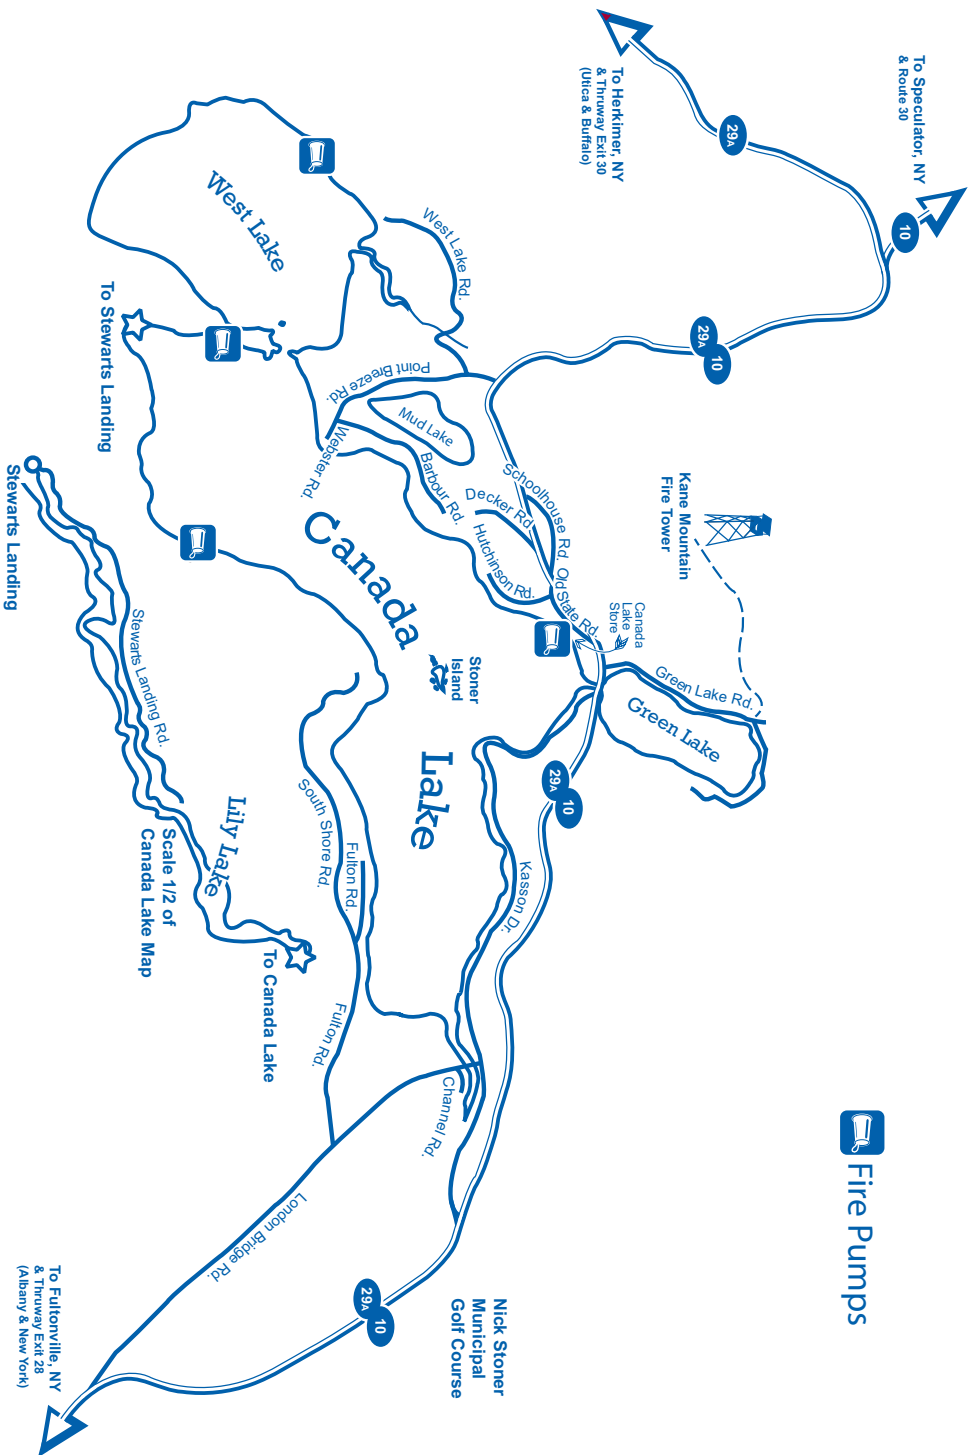 To Speculator, NY
& Route 30
10
To Herkimer, NY
& Thruway Exit 30
(Utica & Buffalo)
29A
29A
10
West Lake
West Lake Rd.
To Stewarts Landing
Point Breeze Rd.
Mud Lake
Webster Rd.
Barbour Rd.
Decker Rd.
Schoolhouse Rd.
Hutchinson Rd.
Old State Rd.
Canada
Lake
Store
Kane Mountain
Fire Tower
Green Lake Rd.
Green Lake
Canada
Lake
Stoner
Island
29A
10
Kasson Dr.
South Shore Rd.
Fulton Rd.
Fulton Rd.
Channel Rd.
London Bridge Rd.
Stewarts Landing
Stewarts Landing Rd.
Lily Lake
Scale 1/2 of
Canada Lake Map
To Canada Lake
Fire Pumps
Nick Stoner
Municipal
Golf Course
29A
10
To Fultonville, NY
& Thruway Exit 28
(Albany & New York)